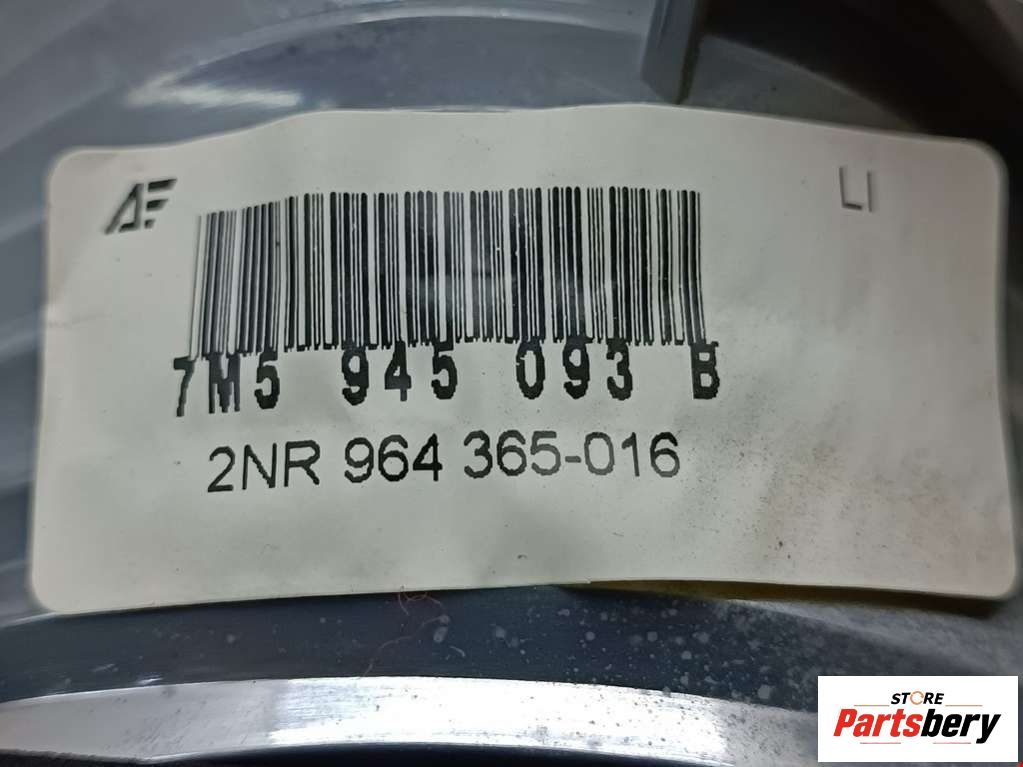 AF
LI
7M5 945 093 B
2NR 964 365-016
STORE
Partsbery